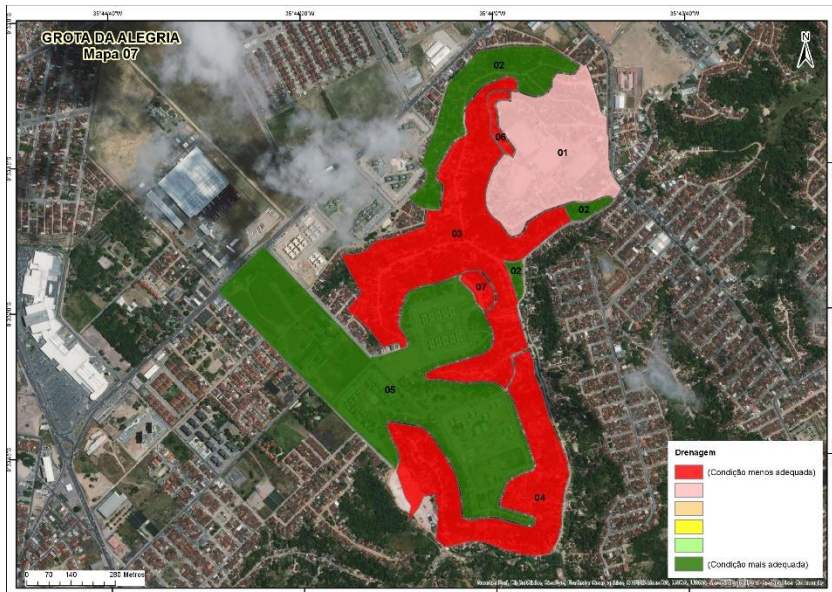 35°44'40"W
35°44'20"W
35°44'0"W
35°43'40"W
GROTA DA ALEGRIA
Mapa 07
N
02
06
01
02
03
02
07
05
04
Drenagem
(Condição menos adequada)
(Condição mais adequada)
0 70 140 280 Metros